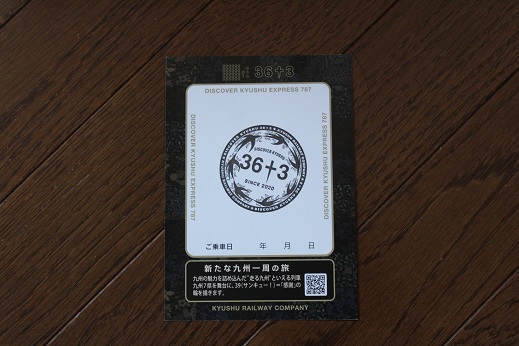 36+3
DISCOVER KYUSHU EXPRESS 787
DISCOVER KYUSHU EXPRESS 787
DISCOVER KYUSHU EXPRESS 787
DISCOVER KYUSHU
36+3
SINCE 2020
ご乗車日 年 月 日
新たな九州一周の旅
九州の魅力を詰め込んだ"走る九州"といえる列車
九州7県を舞台に、39(サンキュー!)=「感謝」の
輪を描きます。
KYUSHU RAILWAY COMPANY